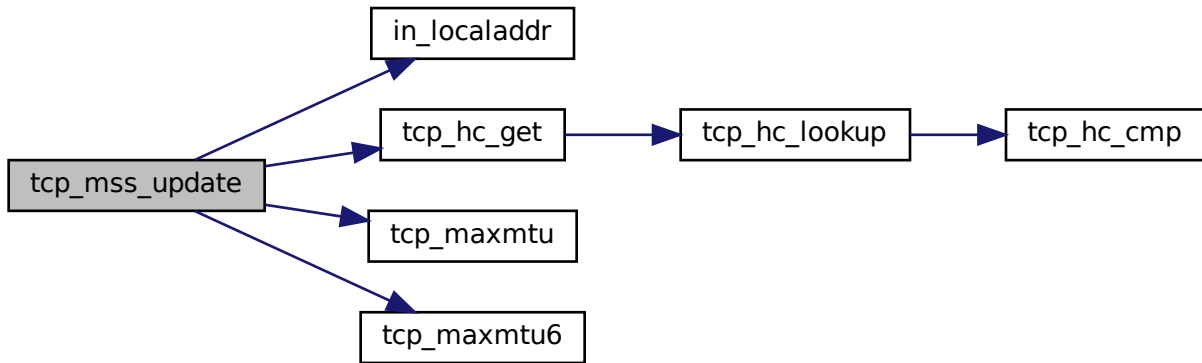 in_localaddr
tcp_hc_get
tcp_hc_lookup
tcp_hc_cmp
tcp_mss_update
tcp_maxmtu
tcp_maxmtu6